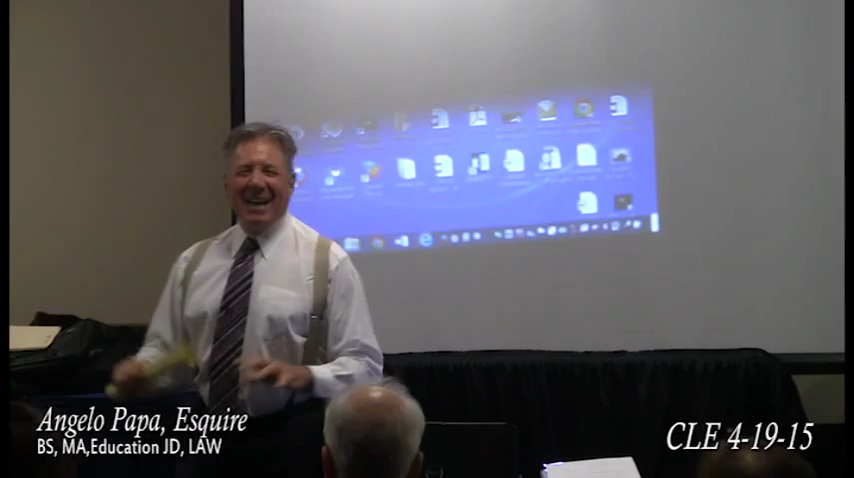 Angelo Papa, Esquire
BS, MA,Education JD, LAW
CLE 4-19-15